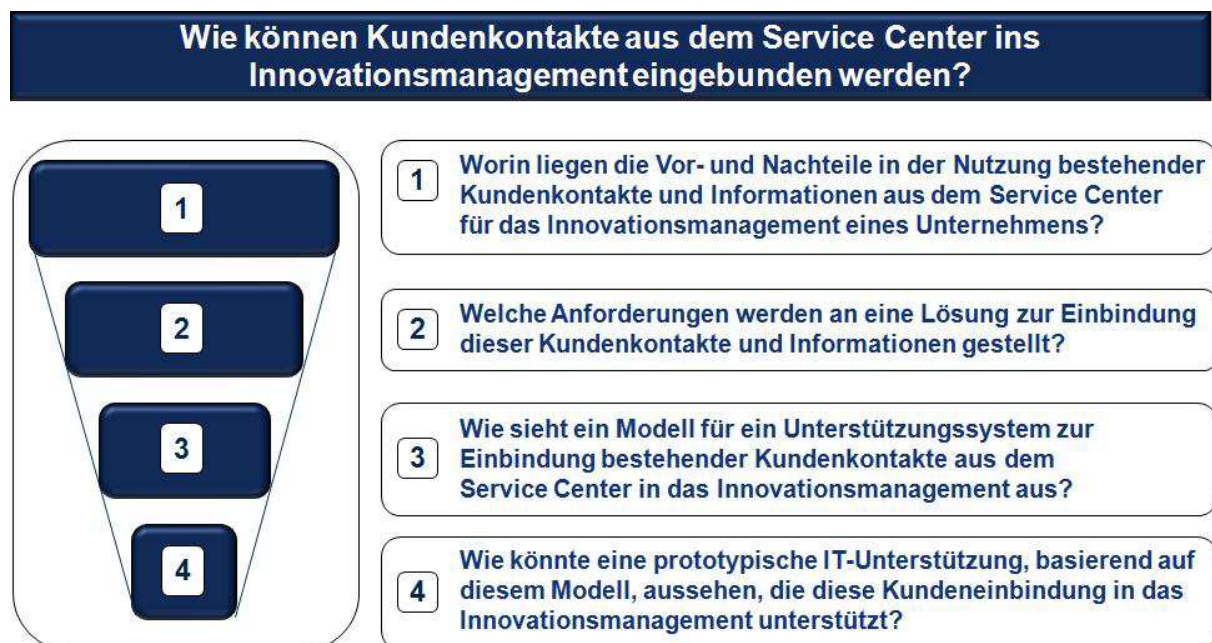 Wie können Kundenkontakte aus dem Service Center ins
Innovationsmanagement eingebunden werden?
1
2
3
4
1
Worin liegen die Vor- und Nachteile in der Nutzung bestehender
Kundenkontakte und Informationen aus dem Service Center
für das Innovationsmanagement eines Unternehmens?
2
Welche Anforderungen werden an eine Lösung zur Einbindung
dieser Kundenkontakte und Informationen gestellt?
3
Wie sieht ein Modell für ein Unterstützungssystem zur
Einbindung bestehender Kundenkontakte aus dem
Service Center in das Innovationsmanagement aus?
4
Wie könnte eine prototypische IT-Unterstützung, basierend auf
diesem Modell, aussehen, die diese Kundeneinbindung in das
Innovationsmanagement unterstützt?